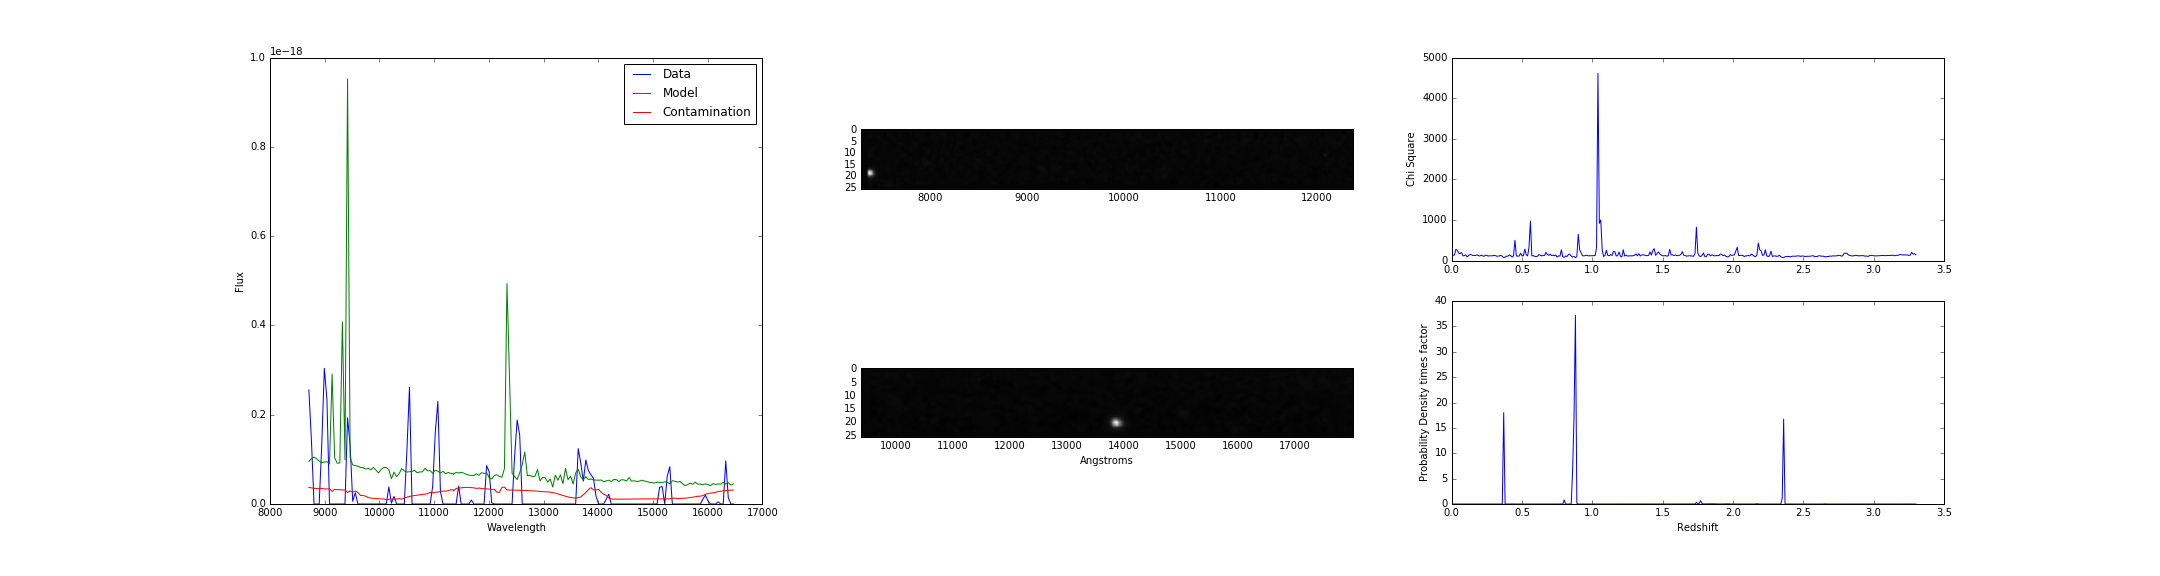 1e−18
1.0
0.8
0.6
0.4
0.2
0.0
Flux
8000 9000 10000 11000 12000 13000 14000 15000 16000 17000
Wavelength
Data
Model
Contamination
0
5
10
15
20
25
8000 9000 10000 11000 12000
0
5
10
15
20
25
10000 11000 12000 13000 14000 15000 16000 17000
Angstroms
5000
4000
3000
2000
1000
0
Chi Square
0.0 0.5 1.0 1.5 2.0 2.5 3.0 3.5
40
35
30
25
20
15
10
5
0
Probability Density times factor
0.0 0.5 1.0 1.5 2.0 2.5 3.0 3.5
Redshift